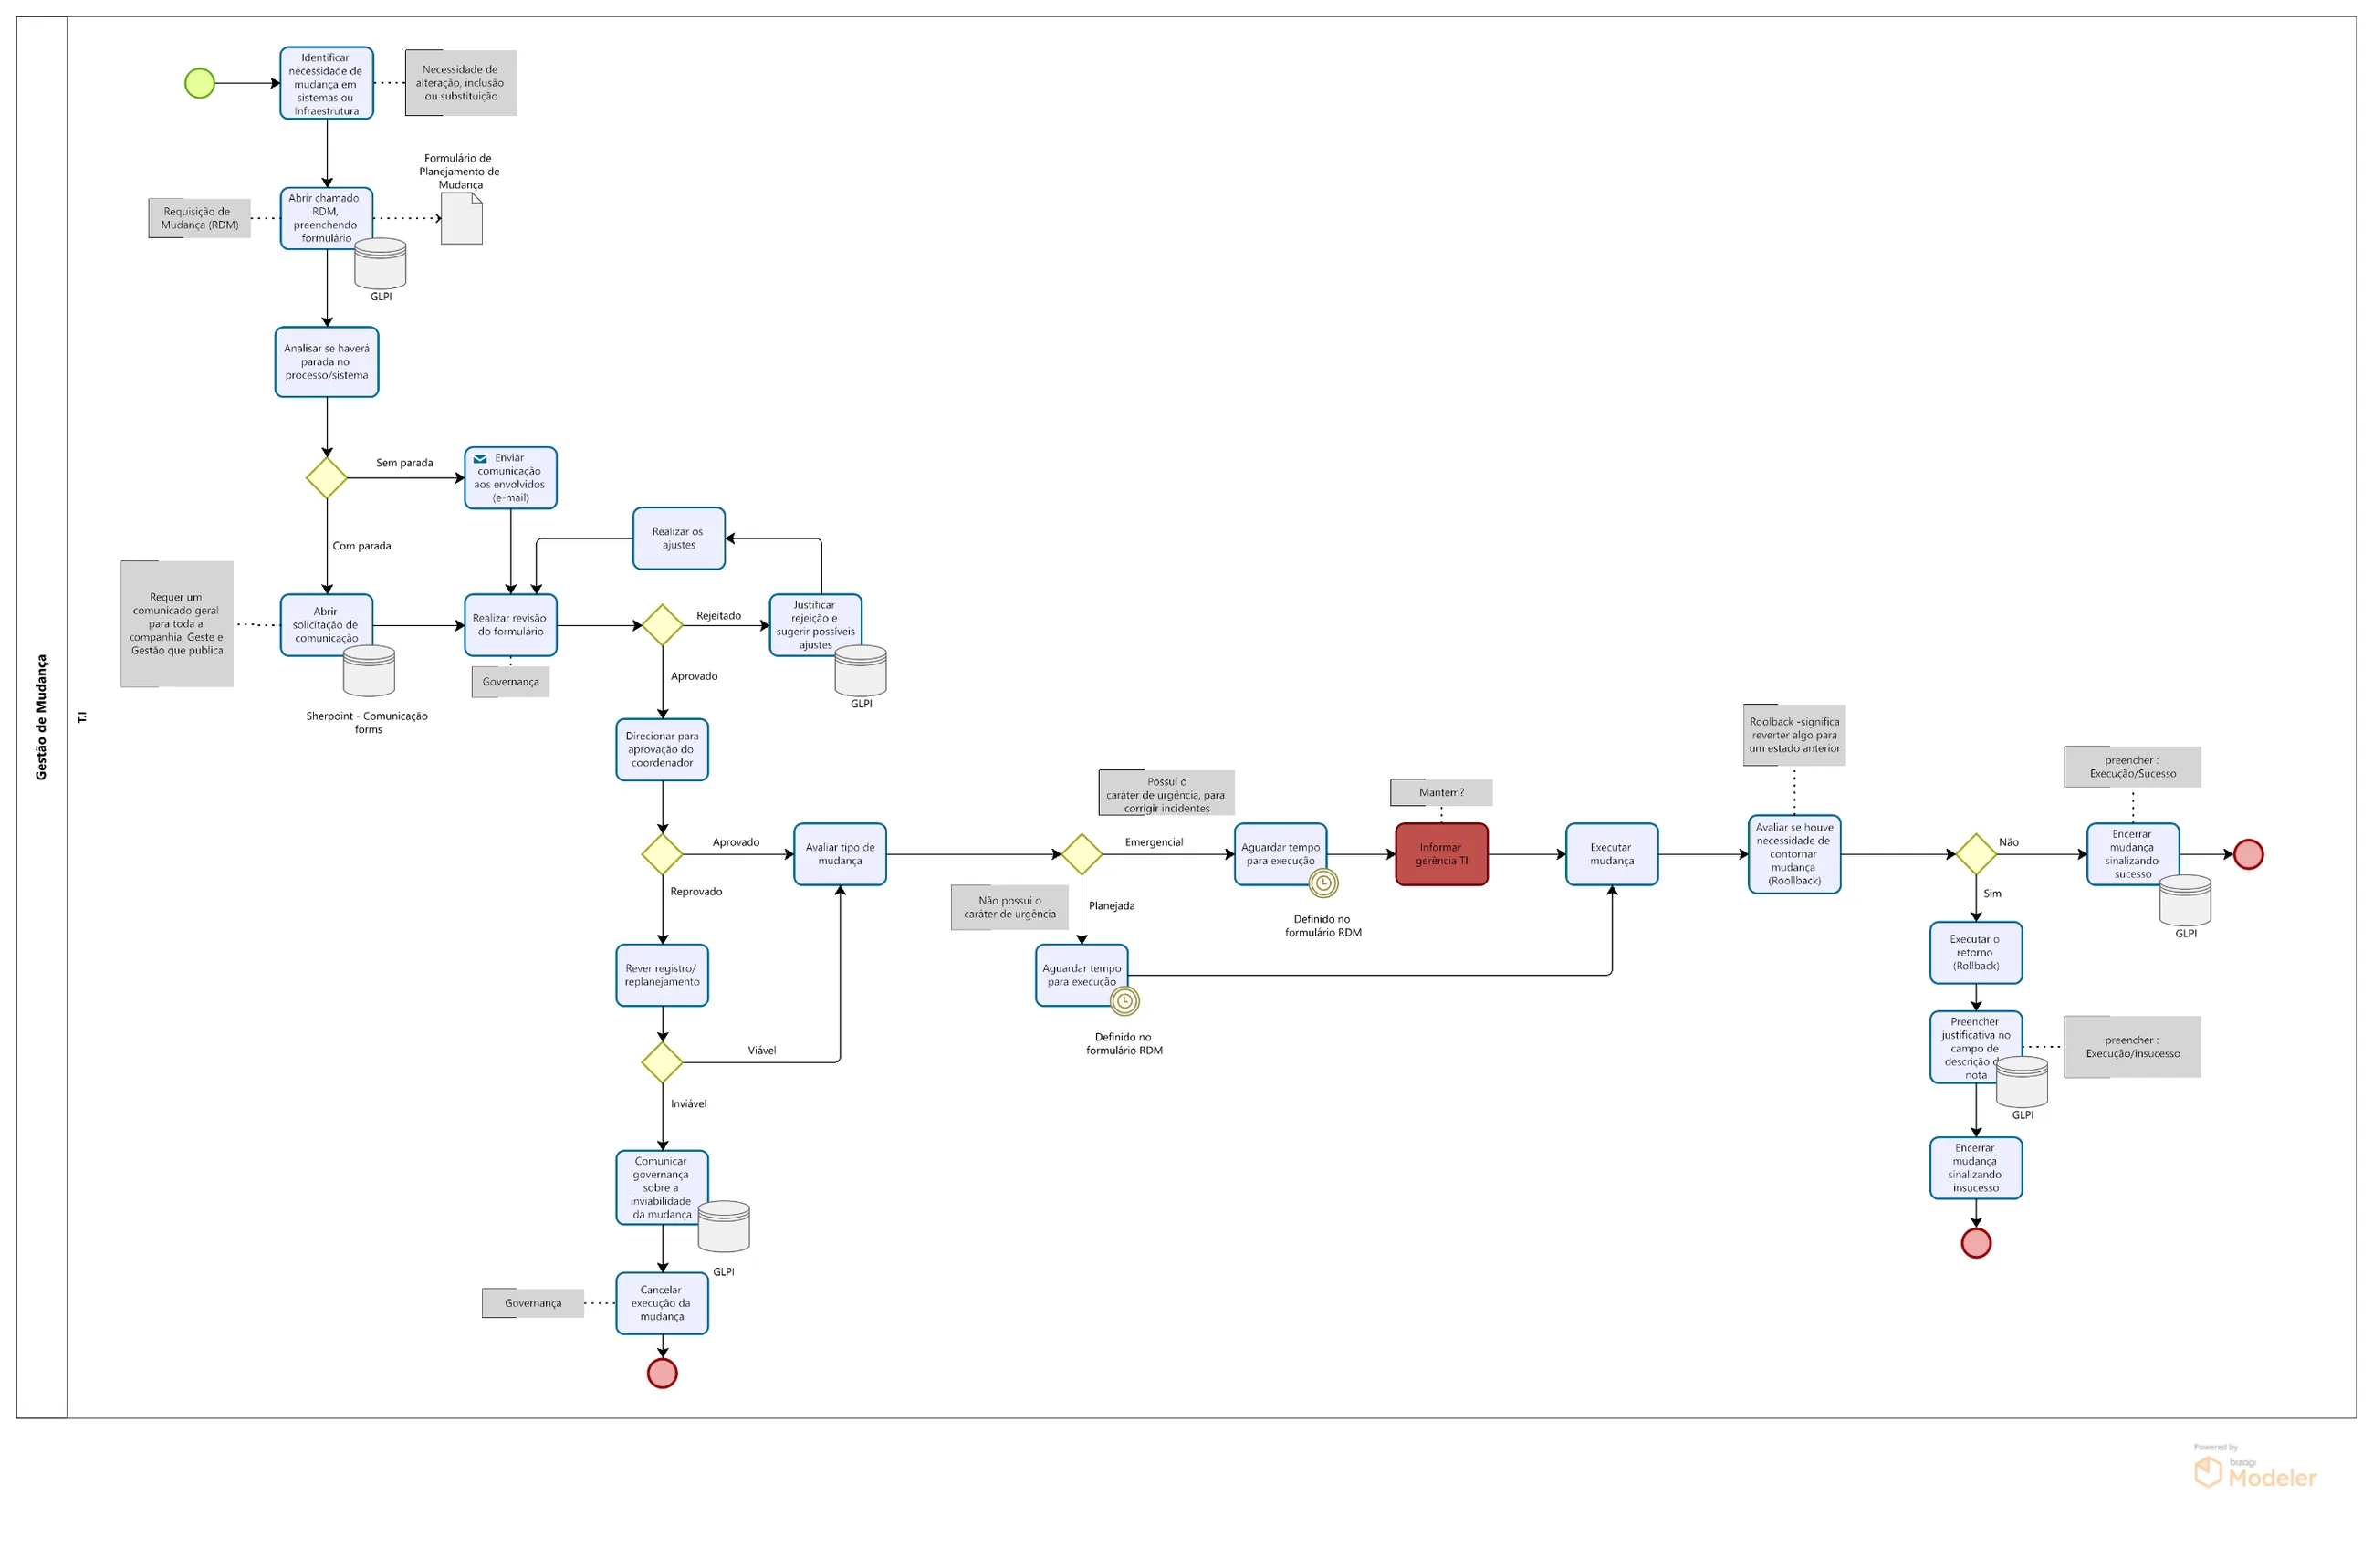 Gestão de Mudança
T.I
Identificar
necessidade de
mudança em
sistemas ou
Infraestrutura
Necessidade de
alteração, inclusão
ou substituição
Formulário de
Planejamento de
Mudança
Requisição de
Mudança (RDM)
Abrir chamado
RDM,
preenchendo
formulário
GLPI
Analisar se haverá
parada no
processo/sistema
Sem parada
Enviar
comunicação
aos envolvidos
(e-mail)
Com parada
Realizar os
ajustes
Requer um
comunicado geral
para toda a
companhia, Geste e
Gestão que publica
Abrir
solicitação de
comunicação
Sherpoint - Comunicação
forms
Realizar revisão
do formulário
Governança
Rejeitado
Justificar
rejeição e
sugerir possíveis
ajustes
GLPI
Aprovado
Direcionar para
aprovação do
coordenador
Aprovado
Avaliar tipo de
mudança
Reprovado
Rever registro/
replanejamento
Viável
Inviável
Comunicar
governança
sobre a
inviabilidade
da mudança
GLPI
Governança
Cancelar
execução da
mudança
Possui o
caráter de urgência, para
corrigir incidentes
Emergencial
Aguardar tempo
para execução
Definido no
formulário RDM
Não possui o
caráter de urgência
Planejada
Aguardar tempo
para execução
Definido no
formulário RDM
Mantem?
Informar
gerência TI
Executar
mudança
Roolback -significa
reverter algo para
um estado anterior
Avaliar se houve
necessidade de
contornar
mudança
(Roollback)
Não
preencher :
Execução/Sucesso
Encerrar
mudança
sinalizando
sucesso
GLPI
Sim
Executar o
retorno
(Rollback)
Preencher
justificativa no
campo de
descrição d
nota
GLPI
preencher :
Execução/insucesso
Encerrar
mudança
sinalizando
insucesso
Powered by
bizagi
Modeler